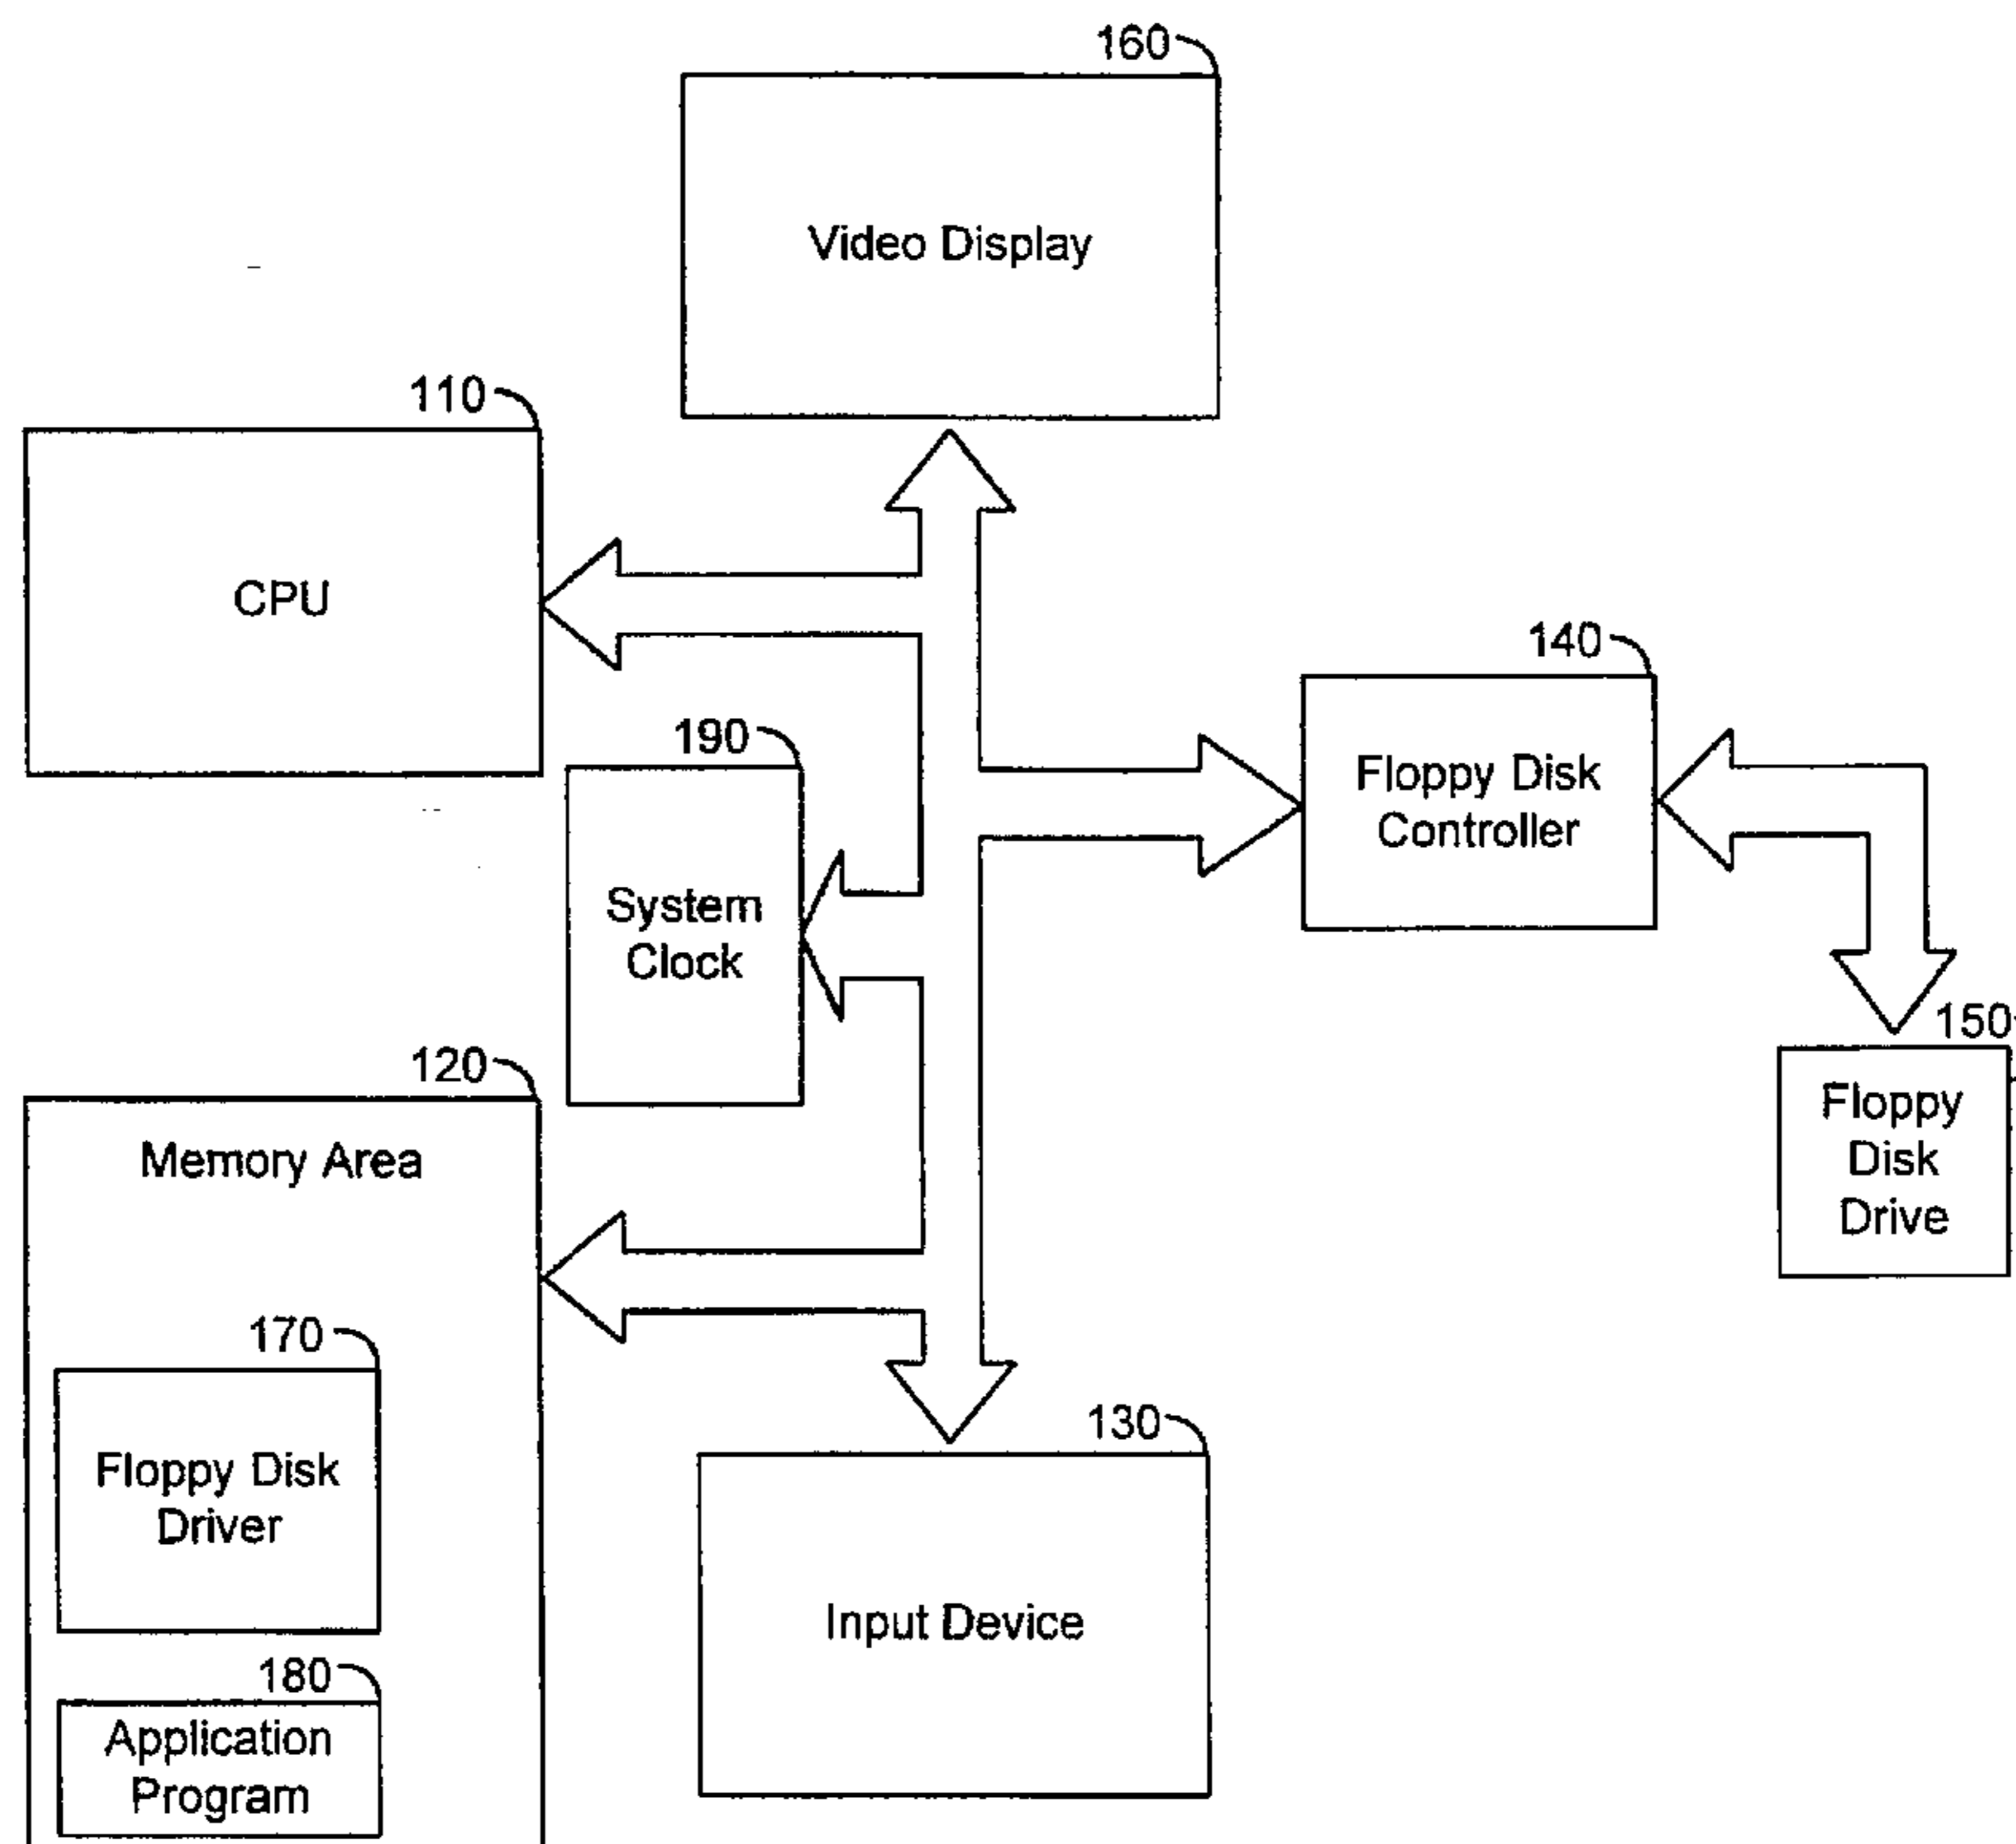 160
Video Display
110
CPU
140
Floppy Disk
Controller
190
System
Clock
150
Floppy
Disk
Drive
120
Memory Area
170
Floppy Disk
Driver
130
Input Device
180
Application
Program